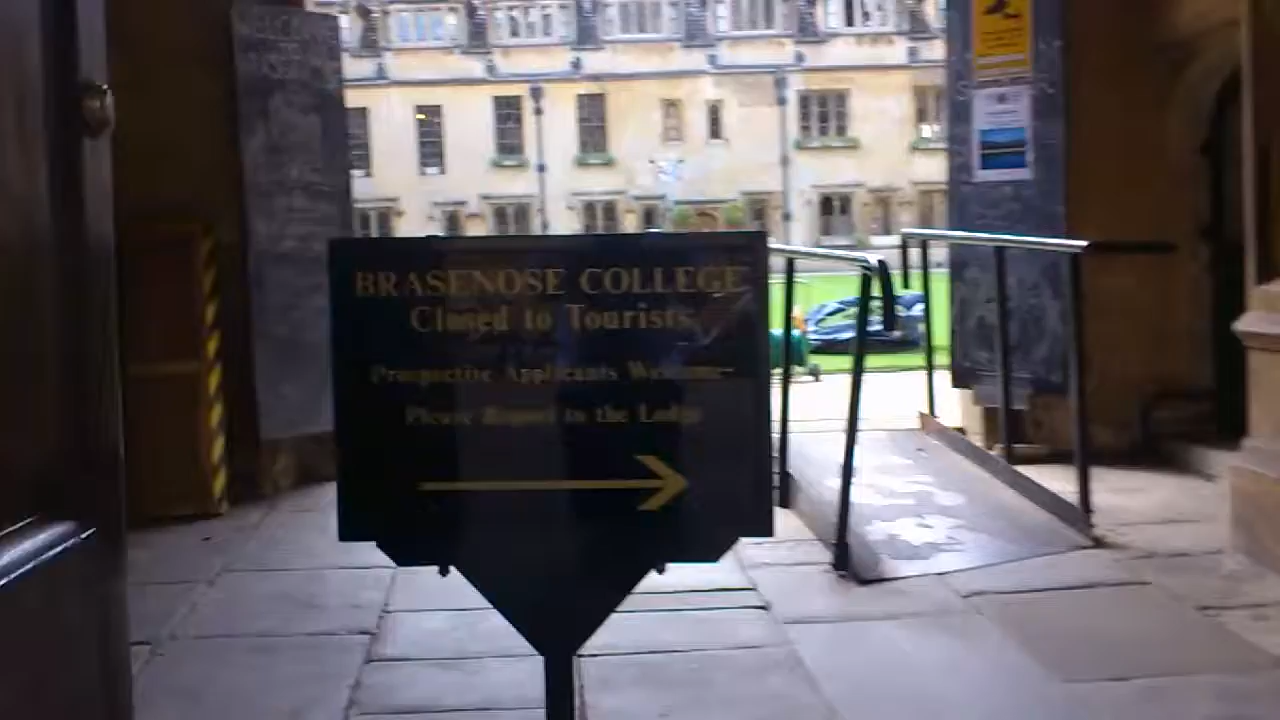 BRASENOSE COLLEGE
Closed to Tourists
Prospective Applicants Welcome
Please Report to the Lodge